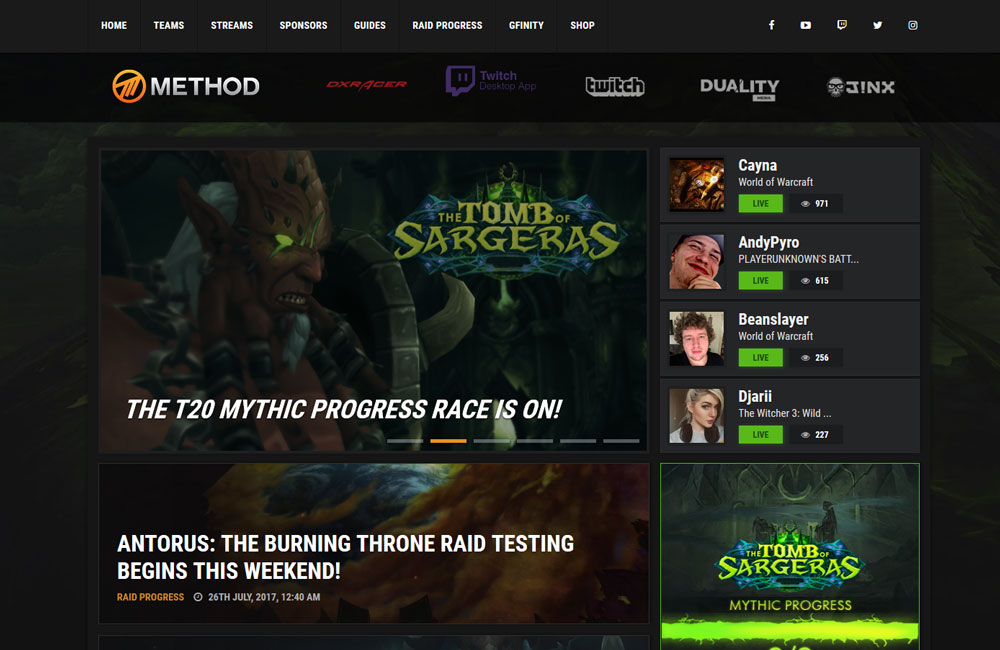 HOME
TEAMS
STREAMS
SPONSORS
GUIDES
RAID PROGRESS
GFINITY
SHOP
METHOD
DXRACER
Twitch
Desktop App
twitch
DUALITY
MEDIA
J!NX
THE TOMB OF
SARGERAS
THE T20 MYTHIC PROGRESS RACE IS ON!
Cayna
World of Warcraft
LIVE
971
AndyPyro
PLAYERUNKNOWN'S BATT...
LIVE
615
Beanslayer
World of Warcraft
LIVE
256
Djarii
The Witcher 3: Wild ...
LIVE
227
ANTORUS: THE BURNING THRONE RAID TESTING
BEGINS THIS WEEKEND!
RAID PROGRESS
26TH JULY, 2017, 12:40 AM
THE TOMB OF
SARGERAS
MYTHIC PROGRESS